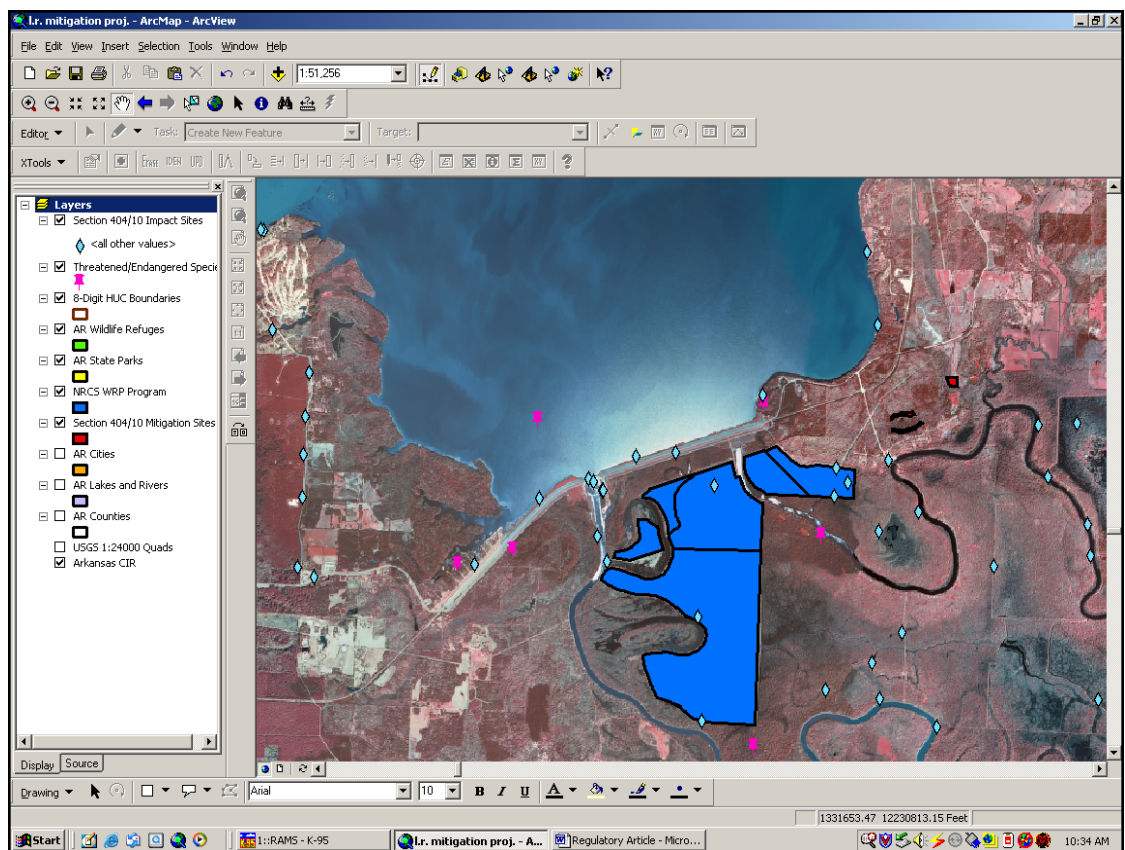 l.r. mitigation proj. - ArcMap - ArcView
File Edit View Insert Selection Tools Window Help
1:51,256
Editor Task: Create New Feature Target:
XTools ERASE IDEN UPD
Layers
Section 404/10 Impact Sites
<all other values>
Threatened/Endangered Specie
8-Digit HUC Boundaries
AR Wildlife Refuges
AR State Parks
NRCS WRP Program
Section 404/10 Mitigation Sites
AR Cities
AR Lakes and Rivers
AR Counties
USGS 1:24000 Quads
Arkansas CIR
Display Source
Drawing Arial 10 B I U A
1331653.47 12230813.15 Feet
Start 1::RAMS - K-95 l.r. mitigation proj. - A... Regulatory Article - Micro... 10:34 AM